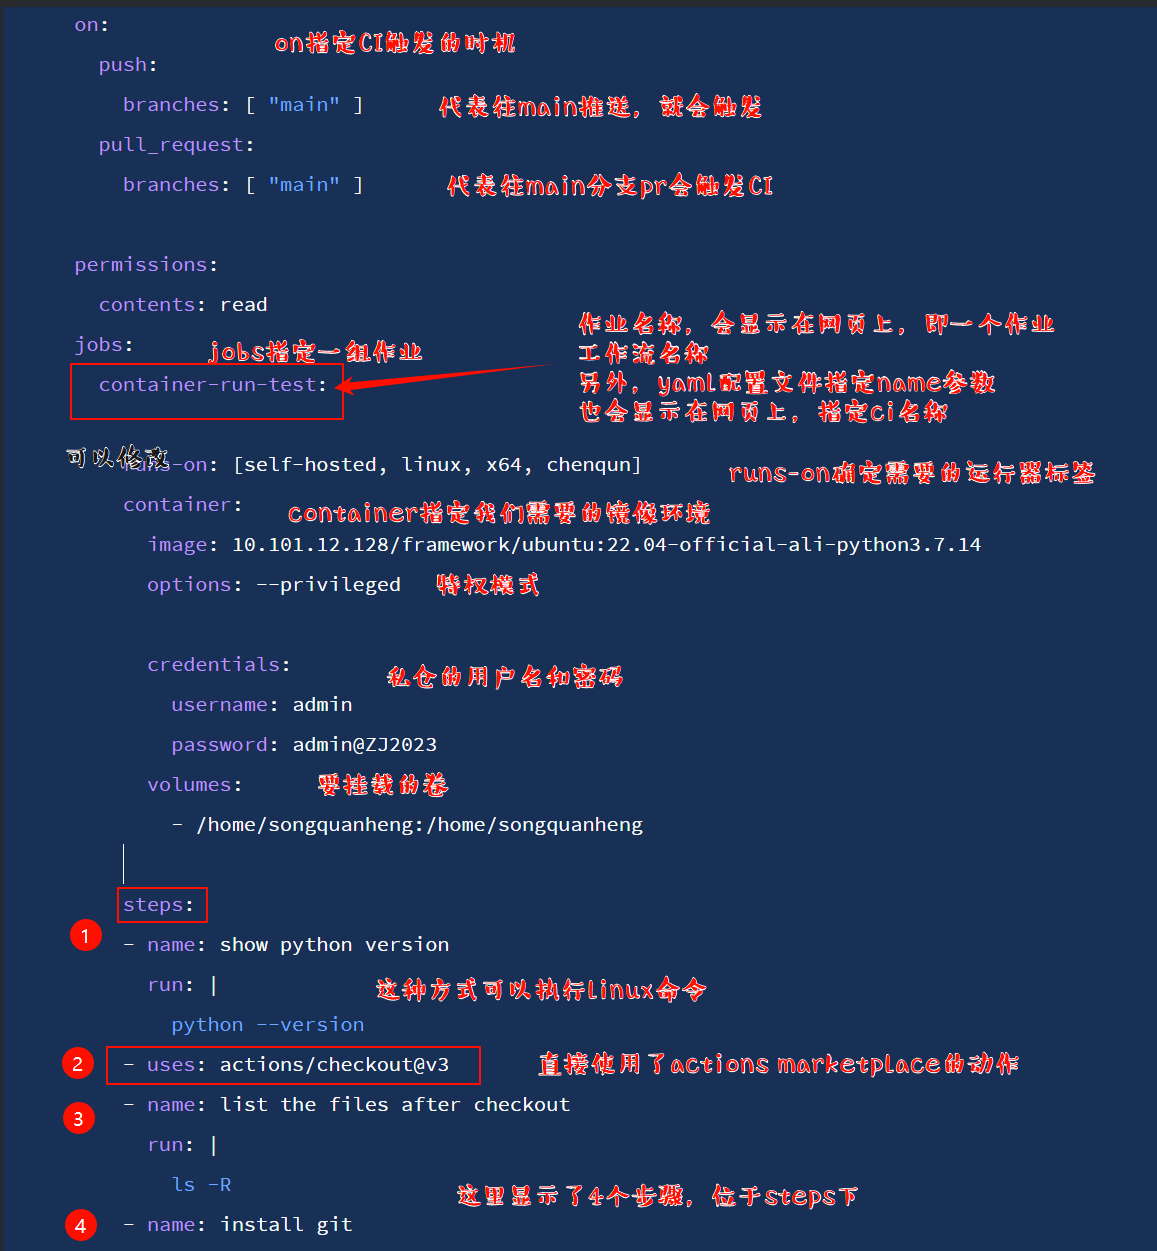 on:
on指定CI触发的时机
push:
branches: [ "main" ]
代表往main推送，就会触发
pull_request:
branches: [ "main" ]
代表往main分支pr会触发CI
permissions:
contents: read
jobs:
jobs指定一组作业
container-run-test:
作业名称，会显示在网页上，即一个作业
工作流名称
另外，yaml配置文件指定name参数
也会显示在网页上，指定ci名称
可以修改
runs-on: [self-hosted, linux, x64, chenqun]
runs-on确定需要的运行器标签
container:
container指定我们需要的镜像环境
image: 10.101.12.128/framework/ubuntu:22.04-official-ali-python3.7.14
options: --privileged
特权模式
credentials:
私仓的用户名和密码
username: admin
password: admin@ZJ2023
volumes:
要挂载的卷
- /home/songquanheng:/home/songquanheng
steps:
1
- name: show python version
run: |
这种方式可以执行linux命令
python --version
2
- uses: actions/checkout@v3
直接使用了actions marketplace的动作
3
- name: list the files after checkout
run: |
ls -R
这里显示了4个步骤，位于steps下
4
- name: install git